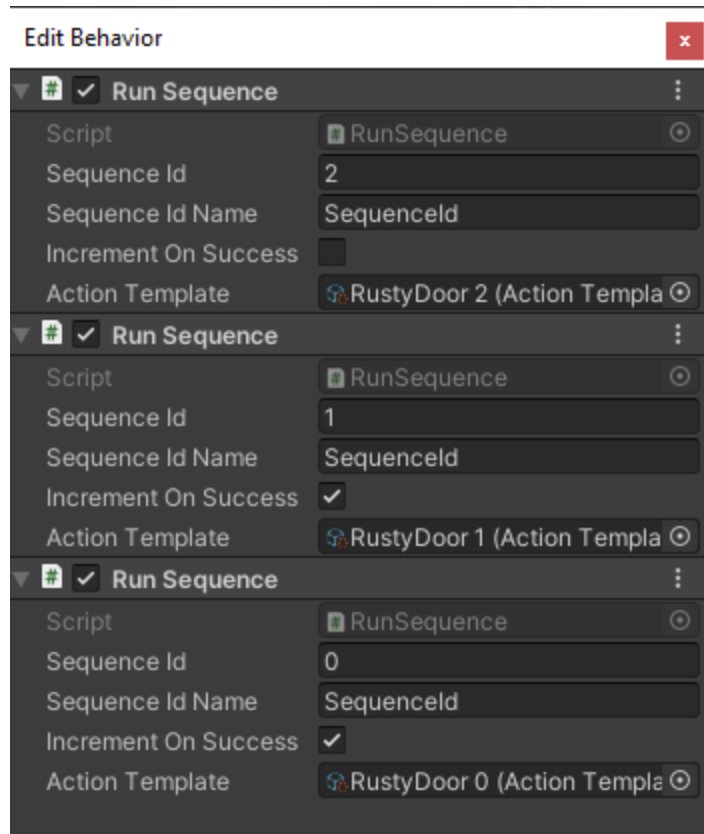 Edit Behavior x
# Run Sequence
Script # RunSequence
Sequence Id 2
Sequence Id Name SequenceId
Increment On Success
Action Template RustyDoor 2 (Action Templa
# Run Sequence
Script # RunSequence
Sequence Id 1
Sequence Id Name SequenceId
Increment On Success
Action Template RustyDoor 1 (Action Templa
# Run Sequence
Script # RunSequence
Sequence Id 0
Sequence Id Name SequenceId
Increment On Success
Action Template RustyDoor 0 (Action Templa